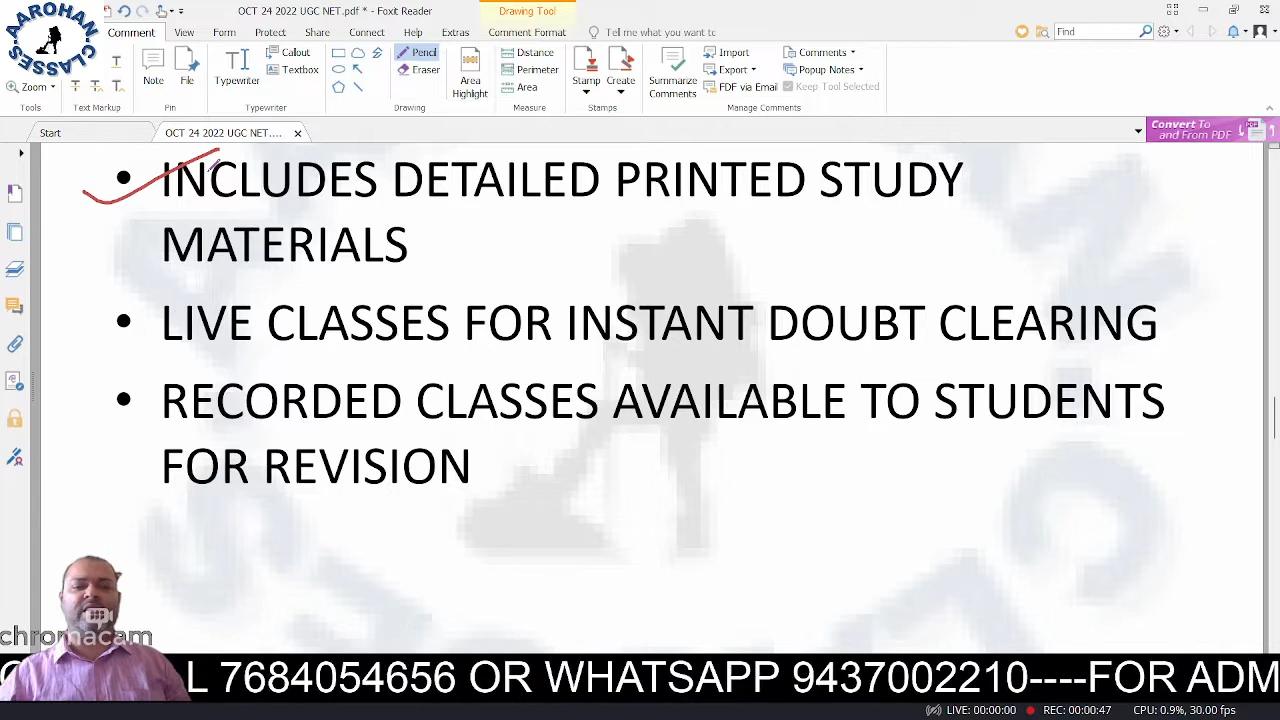 AAROHAN CLASSES
OCT 24 2022 UGC NET.pdf * - Foxit Reader
Drawing Tool
Comment View Form Protect Share Connect Help Extras Comment Format Tell me what you want tc
Find
Note File Typewriter Callout Textbox Pencil Eraser Area Highlight Distance Perimeter Area Stamp Create Summarize Comments Import Export FDF via Email Comments Popup Notes Keep Tool Selected
Zoom
Tools Text Markup Pin Typewriter Drawing Measure Stamps Manage Comments
Start OCT 24 2022 UGC NET....
Convert To and From PDF
• INCLUDES DETAILED PRINTED STUDY
MATERIALS
• LIVE CLASSES FOR INSTANT DOUBT CLEARING
• RECORDED CLASSES AVAILABLE TO STUDENTS
FOR REVISION
chromacam
L 7684054656 OR WHATSAPP 9437002210----FOR ADM
LIVE: 00:00:00 REC: 00:00:47 CPU: 0.9%, 30.00 fps